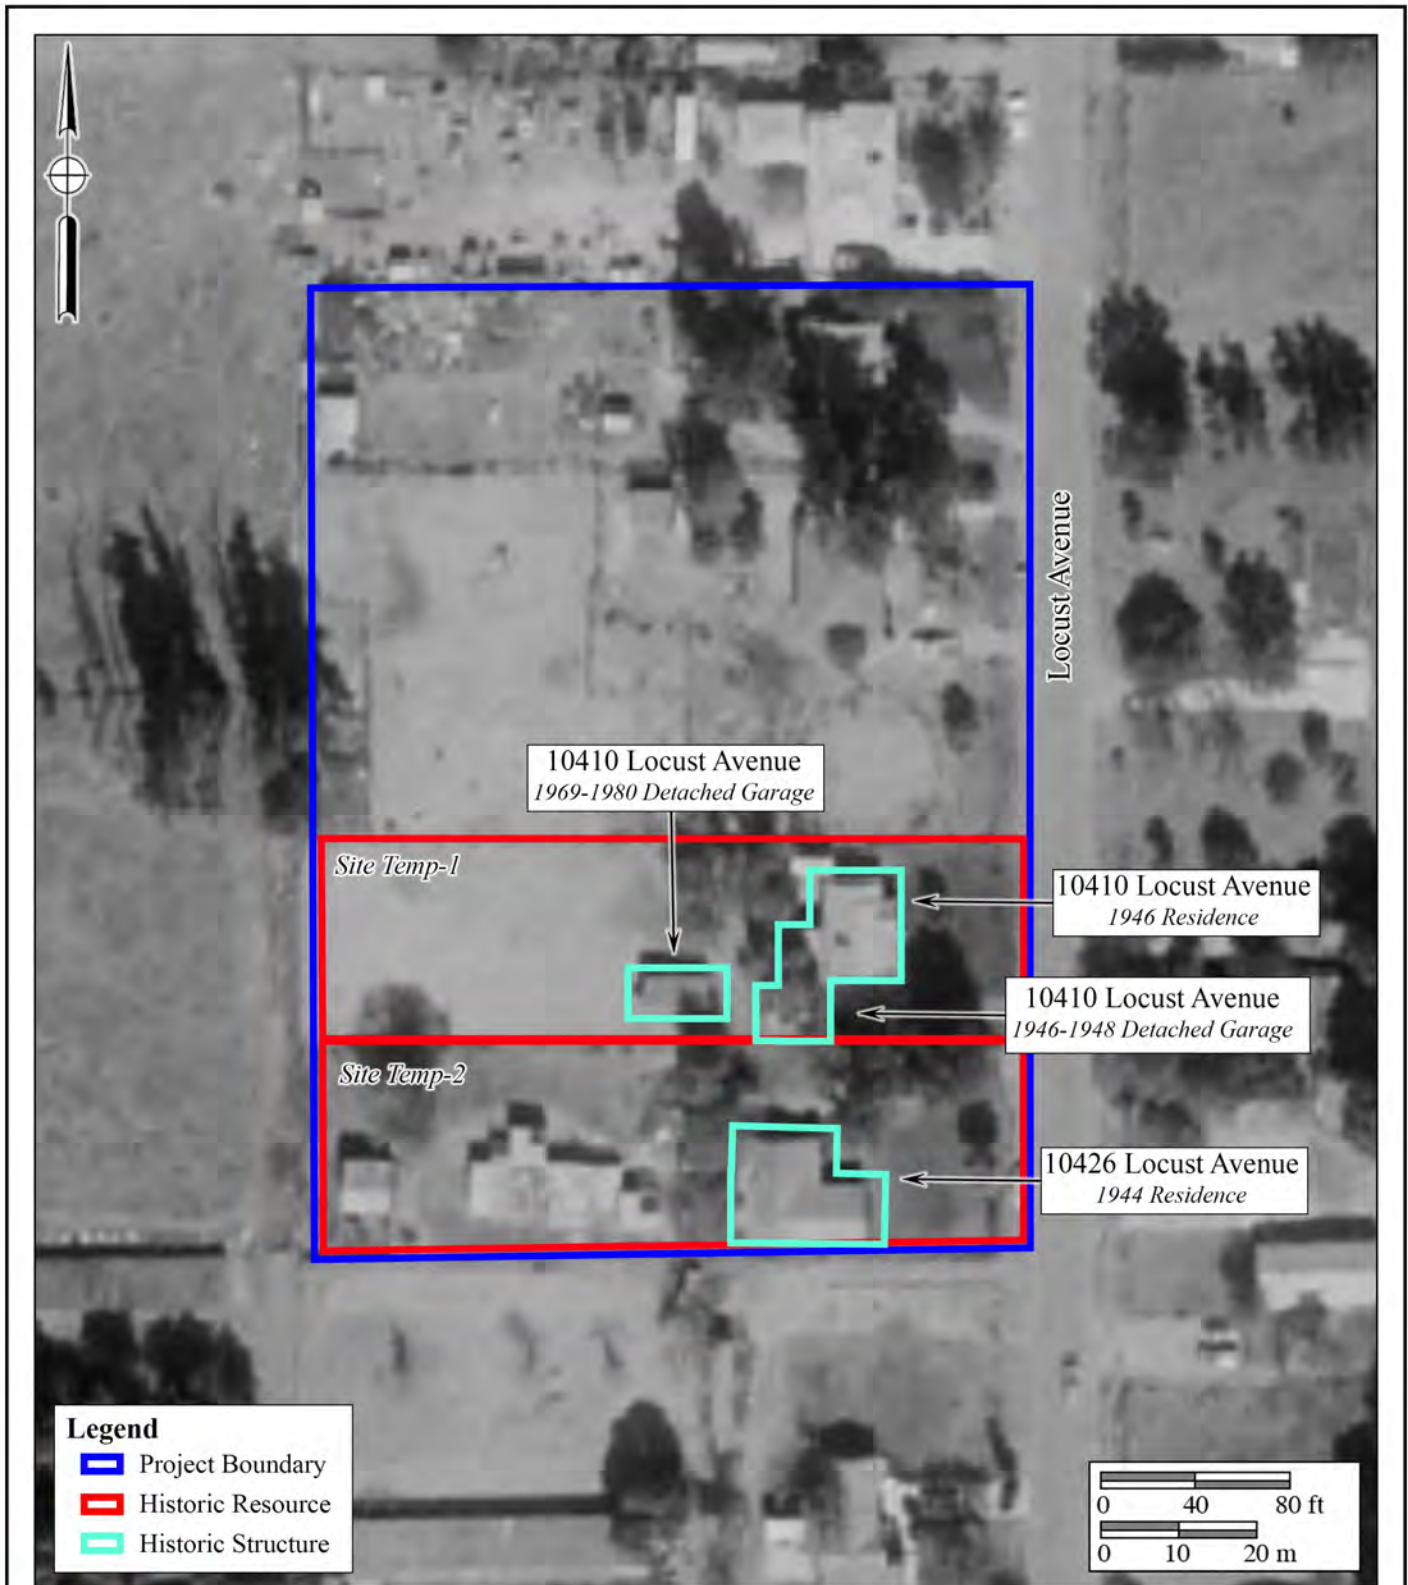 Locust Avenue
10410 Locust Avenue
1969-1980 Detached Garage
Site Temp-1
10410 Locust Avenue
1946 Residence
10410 Locust Avenue
1946-1948 Detached Garage
Site Temp-2
10426 Locust Avenue
1944 Residence
Legend
Project Boundary
Historic Resource
Historic Structure
0 40 80 ft
0 10 20 m